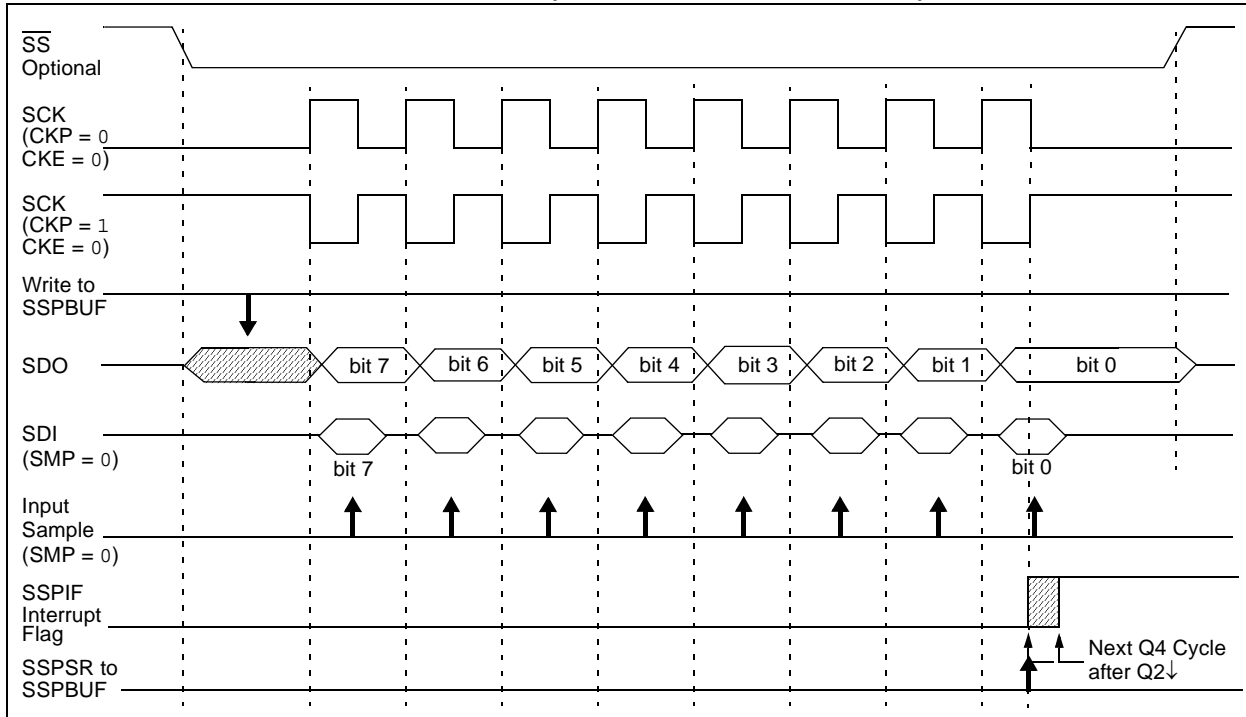 SS
Optional
SCK
(CKP = 0
CKE = 0)
SCK
(CKP = 1
CKE = 0)
Write to
SSPBUF
SDO
bit 7 bit 6 bit 5 bit 4 bit 3 bit 2 bit 1 bit 0
SDI
(SMP = 0)
bit 7 bit 0
Input
Sample
(SMP = 0)
SSPIF
Interrupt
Flag
Next Q4 Cycle
after Q2↓
SSPSR to
SSPBUF